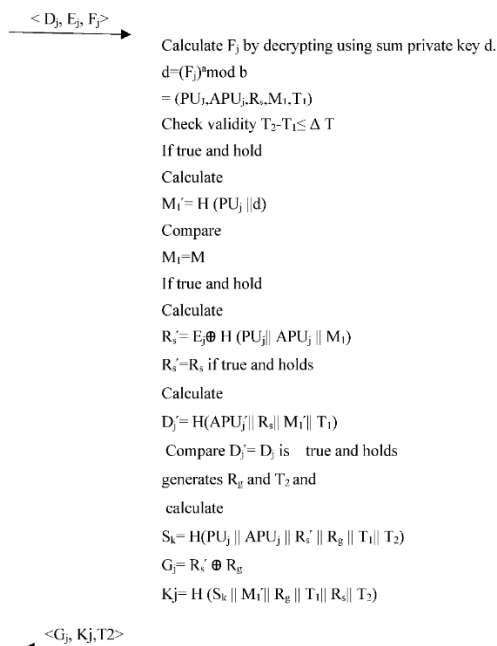 < Dj, Ej, Fj>
Calculate Fj by decrypting using sum private key d.
d=(Fj)ᵃmod b
= (PUJ,APUj,Rs,M1,T1)
Check validity T2-T1≤ Δ T
If true and hold
Calculate
M1′= H (PUj ||d)
Compare
M1=M
If true and hold
Calculate
Rs′= Ej⊕ H (PUj|| APUj || M1)
Rs′=Rs if true and holds
Calculate
Dj′= H(APUj′|| Rs|| M1′|| T1)
Compare Dj′= Dj is true and holds
generates Rg and T2 and
calculate
Sk= H(PUj || APUj || Rs′ || Rg || T1|| T2)
Gj= Rs′ ⊕ Rg
Kj= H (Sk || M1′|| Rg || T1|| Rs|| T2)
<Gj, Kj,T2>